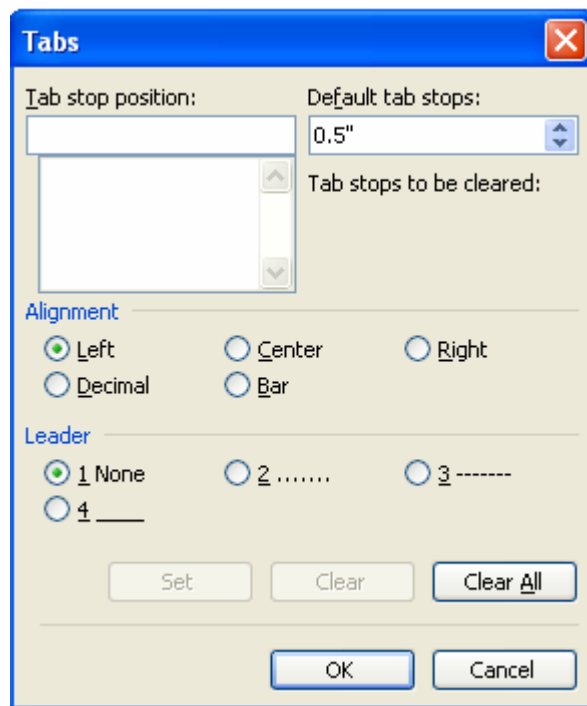 Tabs
Tab stop position: Default tab stops:
0.5"
Tab stops to be cleared:
Alignment
Left Center Right
Decimal Bar
Leader
1 None 2 ....... 3 -------
4 ____
Set Clear Clear All
OK Cancel